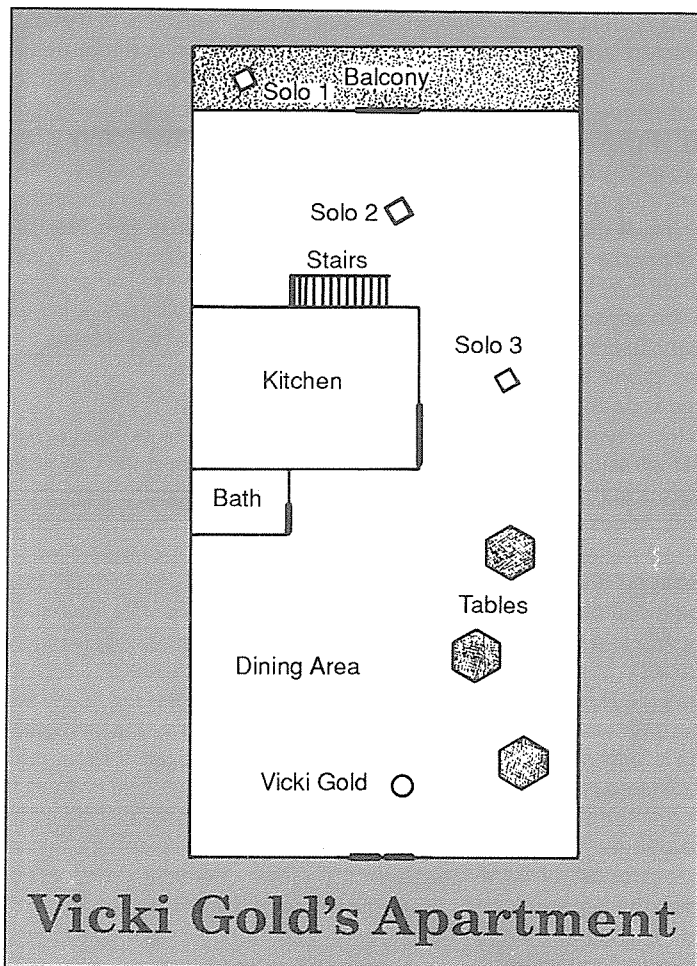 Balcony
Solo 1
Solo 2
Stairs
Solo 3
Kitchen
Bath
Tables
Dining Area
Vicki Gold
Vicki Gold's Apartment